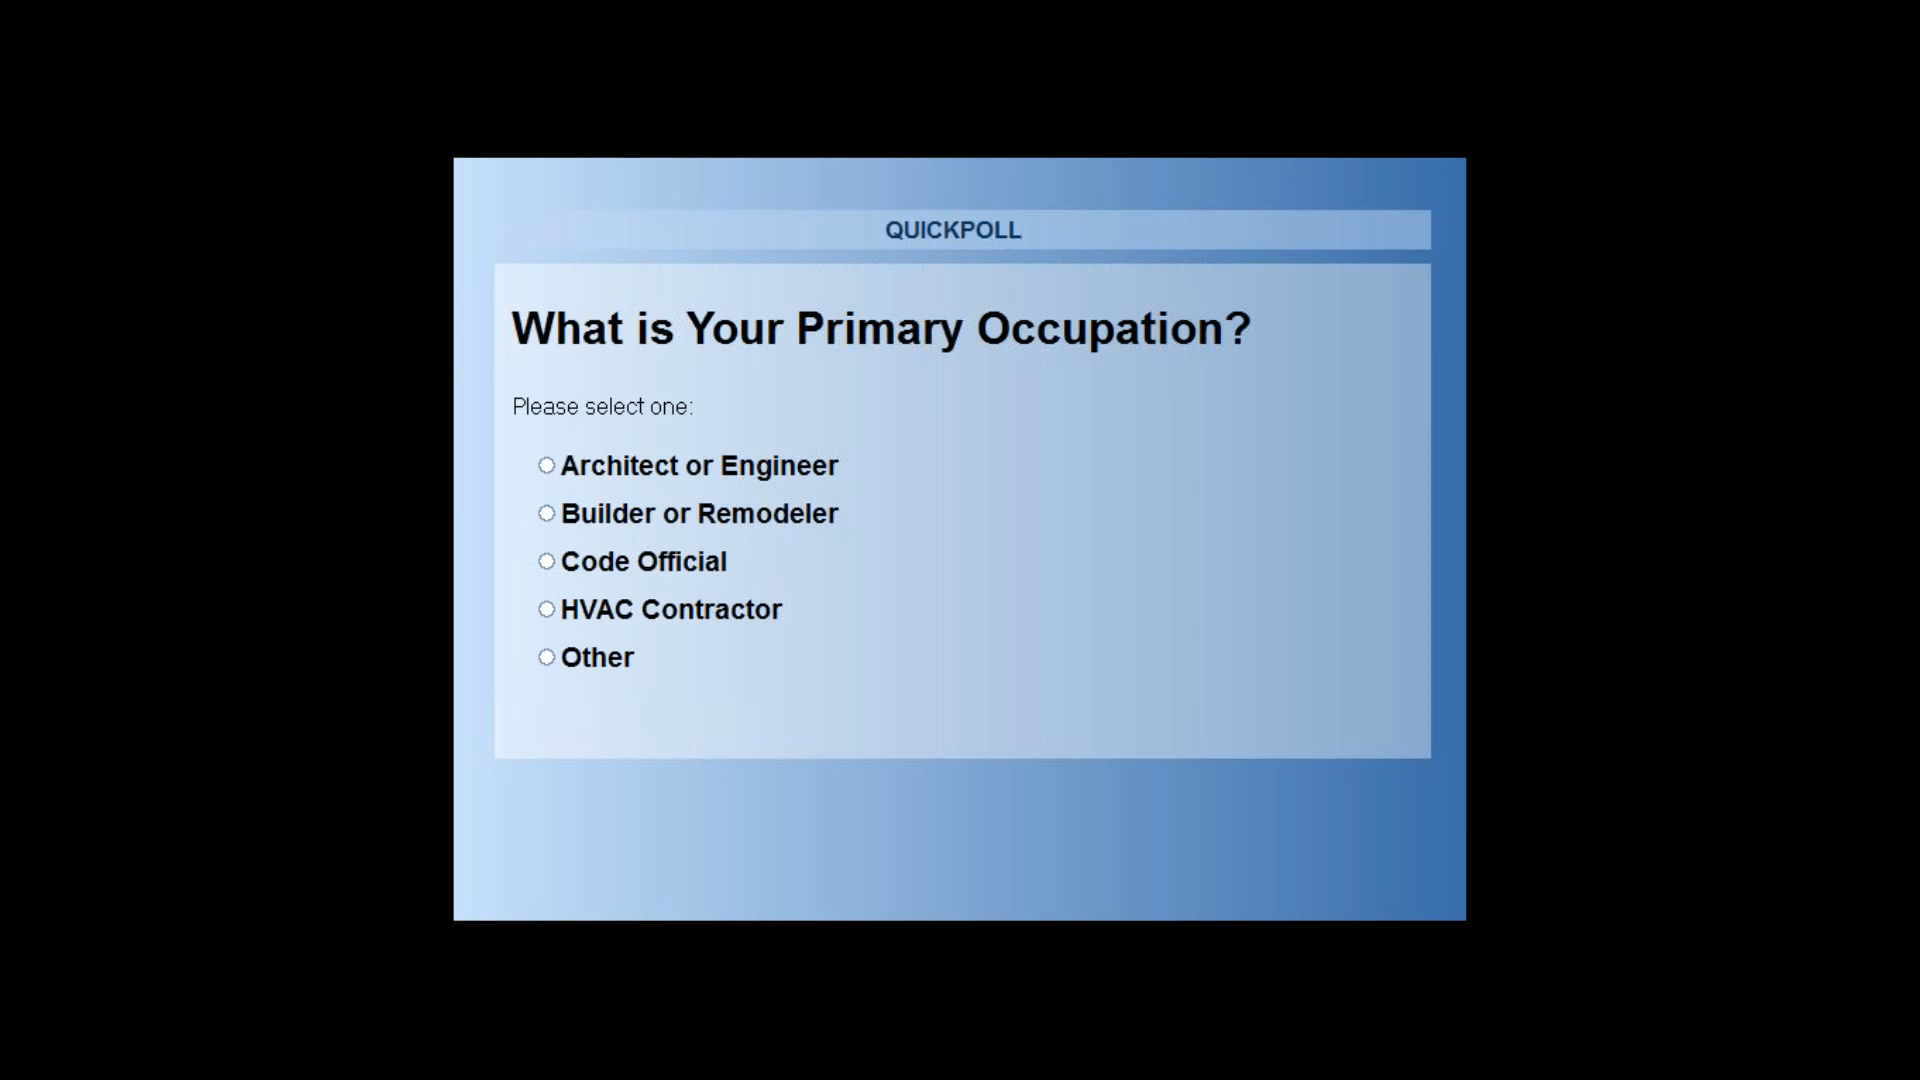 QUICKPOLL
What is Your Primary Occupation?
Please select one:
Architect or Engineer
Builder or Remodeler
Code Official
HVAC Contractor
Other